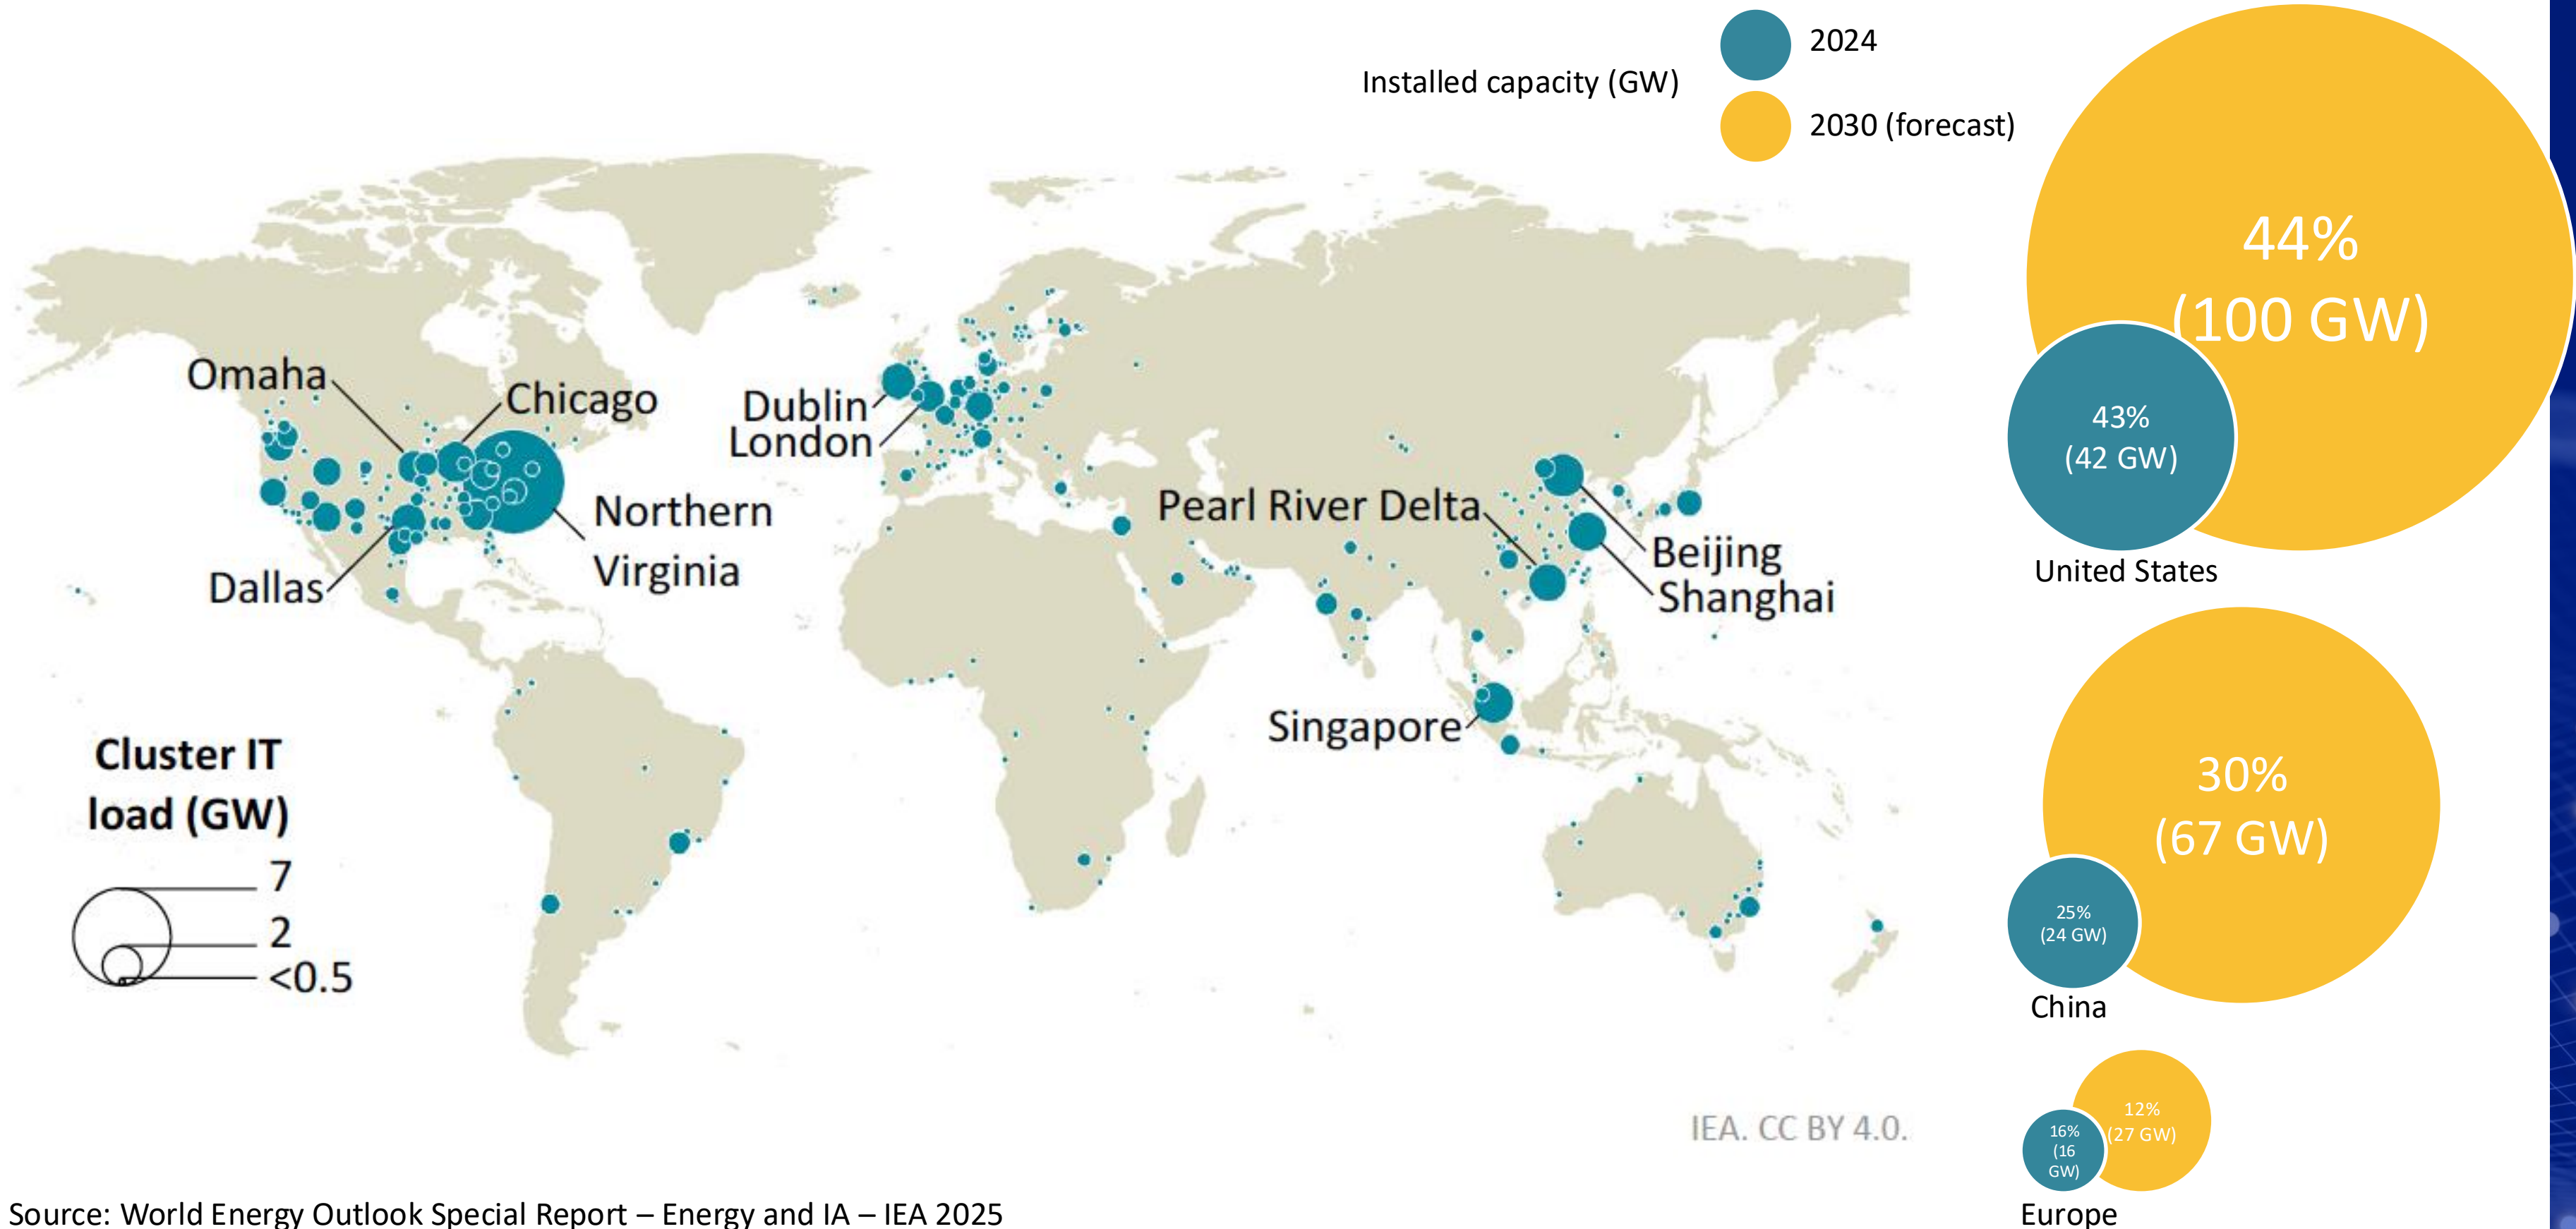 Installed capacity (GW)
2024
2030 (forecast)
Omaha
Chicago
Northern
Virginia
Dallas
Dublin
London
Pearl River Delta
Beijing
Shanghai
Singapore
Cluster IT
load (GW)
7
2
<0.5
44%
(100 GW)
43%
(42 GW)
United States
30%
(67 GW)
25%
(24 GW)
China
12%
(27 GW)
16%
(16
GW)
Europe
IEA. CC BY 4.0.
Source: World Energy Outlook Special Report – Energy and IA – IEA 2025